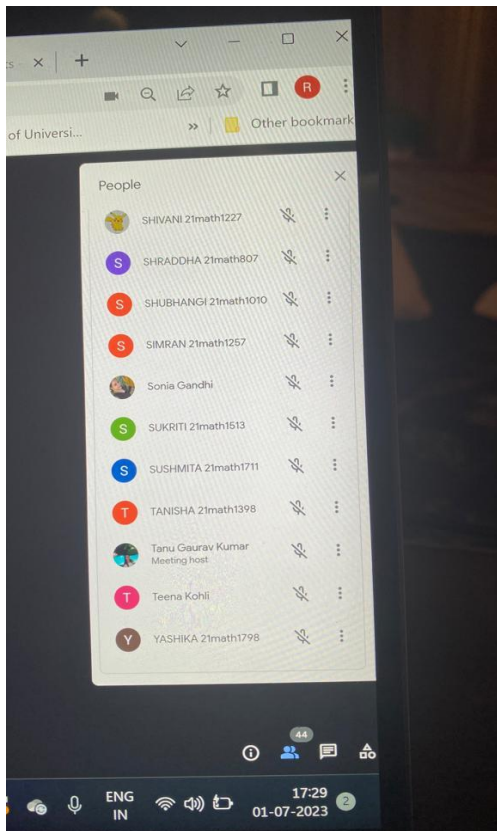 R
of Universi...
» Other bookmark
People
SHIVANI 21math1227
S SHRADDHA 21math807
S SHUBHANGI 21math1010
S SIMRAN 21math1257
Sonia Gandhi
S SUKRITI 21math1513
S SUSHMITA 21math1711
T TANISHA 21math1398
Tanu Gaurav Kumar
Meeting host
T Teena Kohli
Y YASHIKA 21math1798
44
ENG 17:29
IN 01-07-2023 2